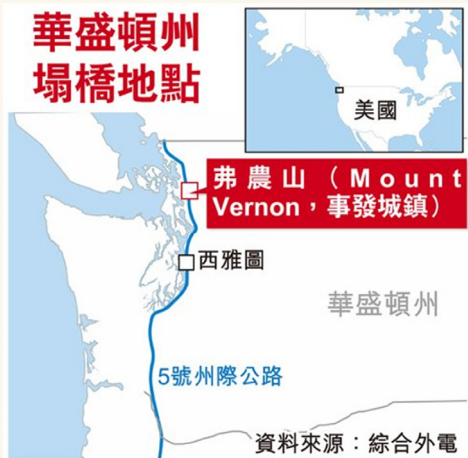 華盛頓州
塌橋地點
美國
弗農山（Mount
Vernon，事發城鎮）
西雅圖
華盛頓州
5號州際公路
資料來源：綜合外電